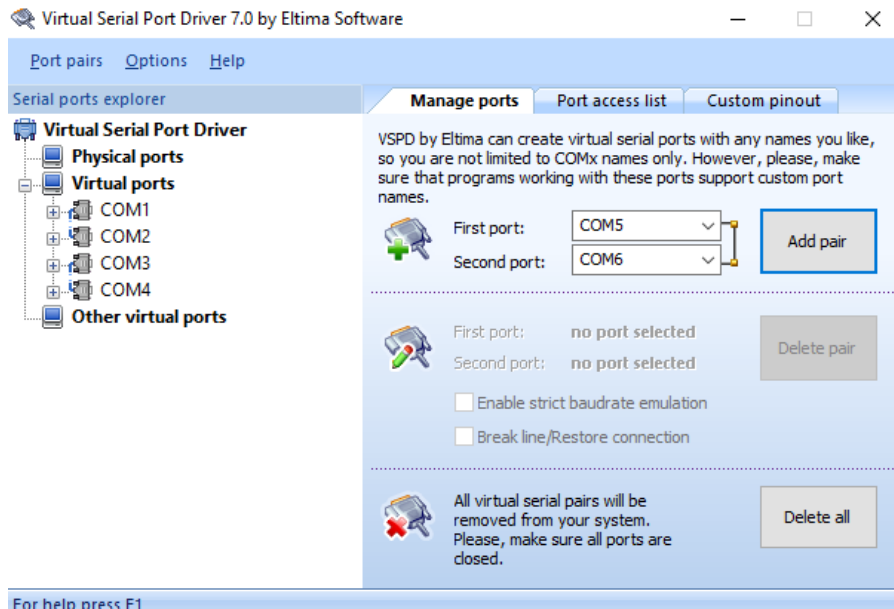 Virtual Serial Port Driver 7.0 by Eltima Software
Port pairs Options Help
Serial ports explorer
Virtual Serial Port Driver
Physical ports
Virtual ports
COM1
COM2
COM3
COM4
Other virtual ports
Manage ports Port access list Custom pinout
VSPD by Eltima can create virtual serial ports with any names you like,
so you are not limited to COMx names only. However, please, make
sure that programs working with these ports support custom port
names.
First port: COM5
Second port: COM6
Add pair
First port: no port selected
Second port: no port selected
Delete pair
Enable strict baudrate emulation
Break line/Restore connection
All virtual serial pairs will be
removed from your system.
Please, make sure all ports are
closed.
Delete all
For help press F1